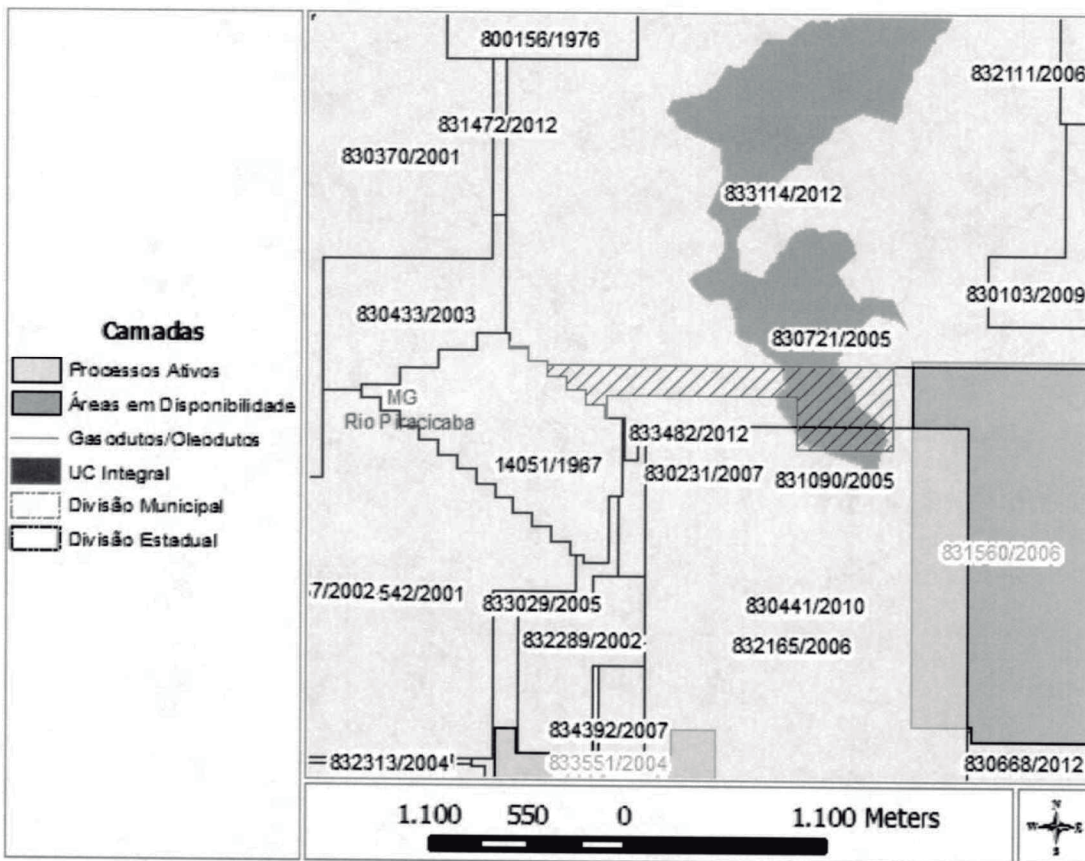 Camadas
Processos Ativos
Áreas em Disponibilidade
Gasodutos/Oleodutos
UC Integral
Divisão Municipal
Divisão Estadual
800156/1976
832111/2006
831472/2012
830370/2001
833114/2012
830103/2009
830433/2003
830721/2005
MG
Rio Piracicaba
833482/2012
14051/1967
830231/2007
831090/2005
831560/2006
:7/2002
542/2001
833029/2005
830441/2010
832289/2002
832165/2006
834392/2007
832313/2004
833551/2004
830668/2012
1.100 550 0 1.100 Meters
N
W E
S